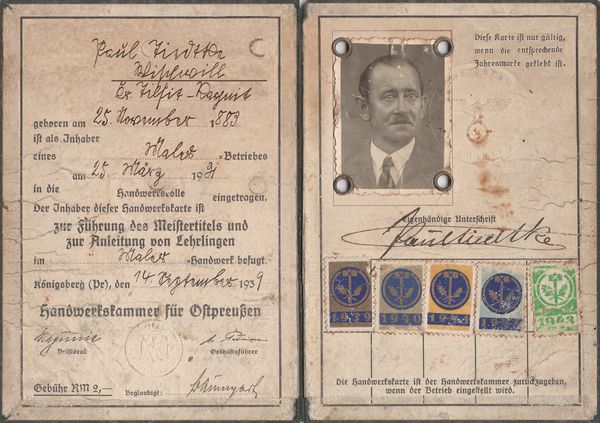 Paul Tiedtke
Wischwill
Kr. Tilsit-Ragnit
geboren am 25. November 1883
ist als Inhaber
eines Maler-Betriebes
am 25. März 19
in die Handwerksrolle eingetragen.
Der Inhaber dieser Handwerkskarte ist
zur Führung des Meistertitels und
zur Anleitung von Lehrlingen
im Maler-Handwerk befugt.
Königsberg (Pr), den 14. September 1939
Handwerkskammer für Ostpreußen
Präsident Geschäftsführer
Gebühr RM 2,— Beglaubigt:
Diese Karte ist nur gültig,
wenn die entsprechende
Jahresmarke geklebt ist.
Eigenhändige Unterschrift
Paul Tiedtke
1939 1940 1943
Die Handwerkskarte ist der Handwerkskammer zurückzugeben,
wenn der Betrieb eingestellt wird.